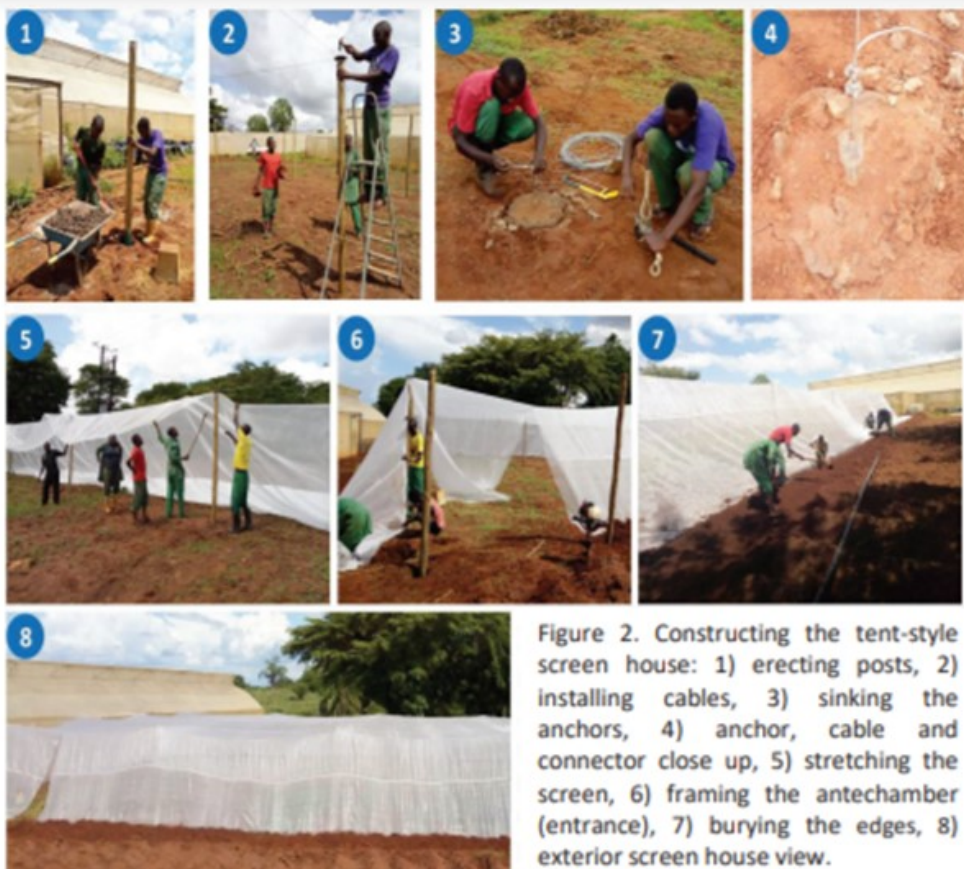 1
2
3
4
5
6
7
8
Figure 2. Constructing the tent-style
screen house: 1) erecting posts, 2)
installing cables, 3) sinking the
anchors, 4) anchor, cable and
connector close up, 5) stretching the
screen, 6) framing the antechamber
(entrance), 7) burying the edges, 8)
exterior screen house view.